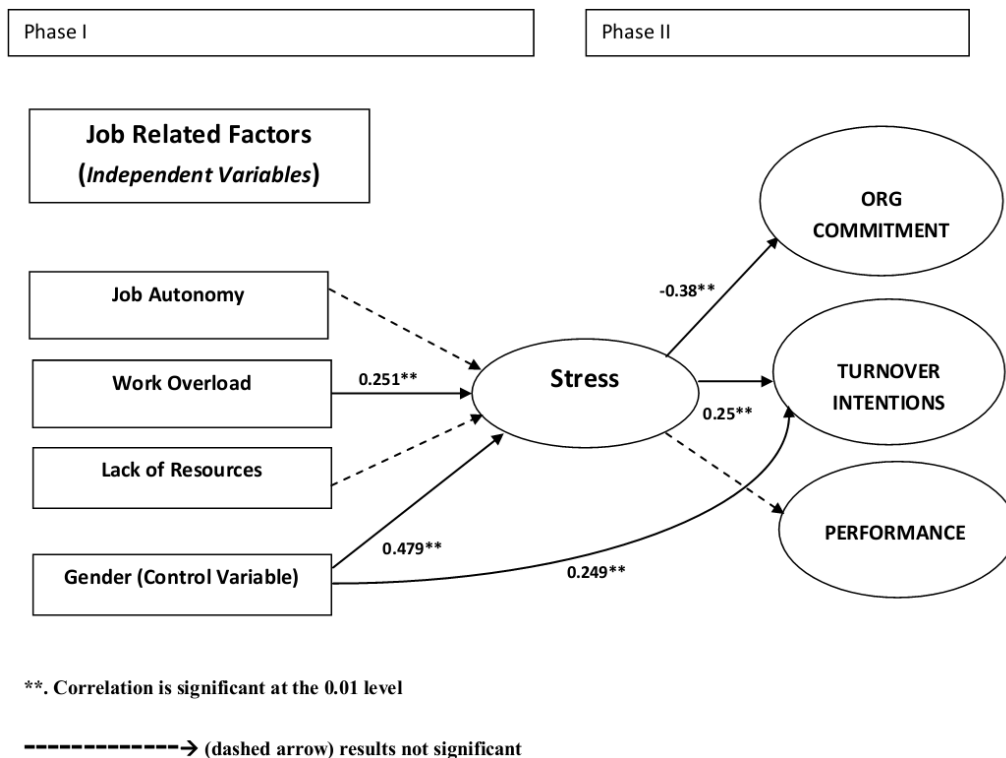 Phase I
Phase II
Job Related Factors
(Independent Variables)
ORG
COMMITMENT
Job Autonomy
-0.38**
Work Overload
0.251**
Stress
TURNOVER
INTENTIONS
0.25**
Lack of Resources
PERFORMANCE
0.479**
Gender (Control Variable)
0.249**
**. Correlation is significant at the 0.01 level
(dashed arrow) results not significant